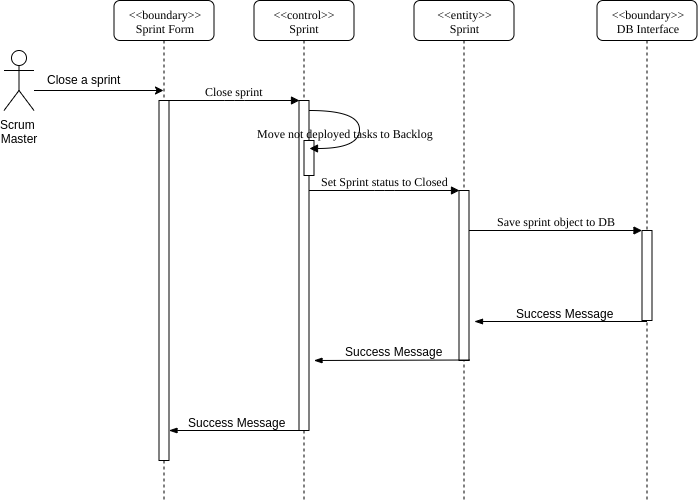 <<boundary>>
Sprint Form
<<control>>
Sprint
<<entity>>
Sprint
<<boundary>>
DB Interface
Close a sprint
Scrum
Master
Close sprint
Move not deployed tasks to Backlog
Set Sprint status to Closed
Save sprint object to DB
Success Message
Success Message
Success Message